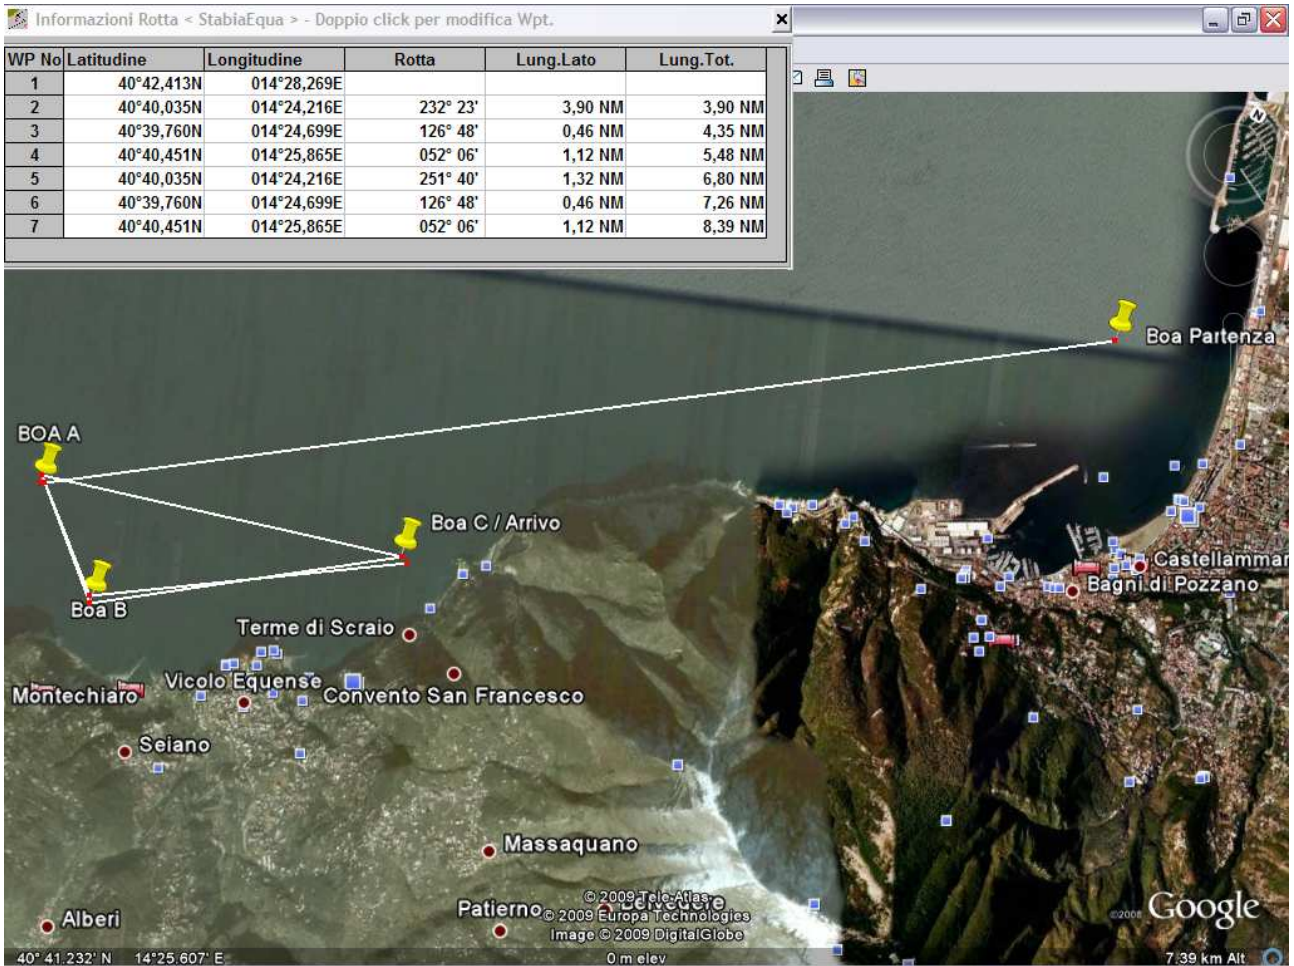 Informazioni Rotta < StabiaEqua > - Doppio click per modifica Wpt.
WP No Latitudine Longitudine Rotta Lung.Lato Lung.Tot.
1 40°42,413N 014°28,269E
2 40°40,035N 014°24,216E 232° 23' 3,90 NM 3,90 NM
3 40°39,760N 014°24,699E 126° 48' 0,46 NM 4,35 NM
4 40°40,451N 014°25,865E 052° 06' 1,12 NM 5,48 NM
5 40°40,035N 014°24,216E 251° 40' 1,32 NM 6,80 NM
6 40°39,760N 014°24,699E 126° 48' 0,46 NM 7,26 NM
7 40°40,451N 014°25,865E 052° 06' 1,12 NM 8,39 NM
N
Boa Partenza
BOA A
Boa C / Arrivo
Castellammar
Bagni di Pozzano
Boa B
Terme di Scraio
Vicolo Equense
Montechiaro
Convento San Francesco
Seiano
Massaquano
© 2009 Tele Atlas
Belvedere
Patierno
© 2009 Europa Technologies
Image © 2009 DigitalGlobe
Alberi
©2008 Google
40° 41.232' N 14°25.607' E 0 m elev 7.39 km Alt